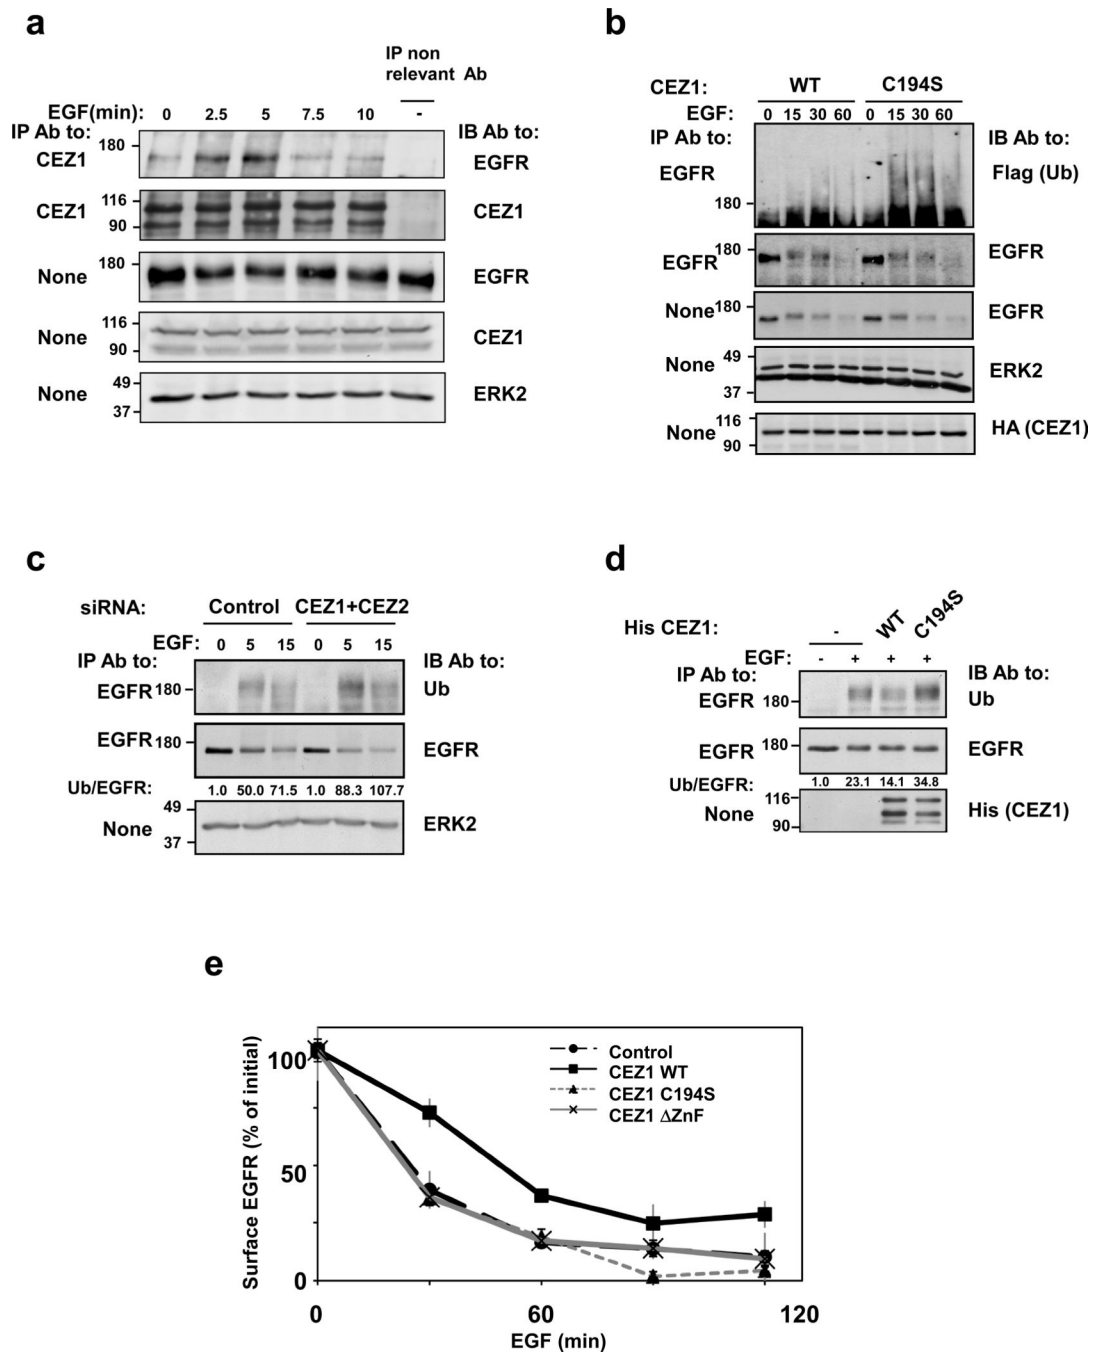 a
IP non
relevant Ab
EGF(min): 0 2.5 5 7.5 10 -
IP Ab to: IB Ab to:
CEZ1 180 EGFR
CEZ1 116 90 CEZ1
None 180 EGFR
None 116 90 CEZ1
None 49 37 ERK2
b
CEZ1: WT C194S
EGF: 0 15 30 60 0 15 30 60
IP Ab to: IB Ab to:
EGFR 180 Flag (Ub)
EGFR 180 EGFR
None 180 EGFR
None 49 37 ERK2
None 116 90 HA (CEZ1)
c
siRNA: Control CEZ1+CEZ2
EGF: 0 5 15 0 5 15
IP Ab to: IB Ab to:
EGFR 180 Ub
EGFR 180 EGFR
Ub/EGFR: 1.0 50.0 71.5 1.0 88.3 107.7
None 49 37 ERK2
d
His CEZ1: - WT C194S
EGF: - + + +
IP Ab to: IB Ab to:
EGFR 180 Ub
EGFR 180 EGFR
Ub/EGFR: 1.0 23.1 14.1 34.8
None 116 90 His (CEZ1)
e
Surface EGFR (% of initial)
100
50
0
Control
CEZ1 WT
CEZ1 C194S
CEZ1 ΔZnF
0 60 120
EGF (min)